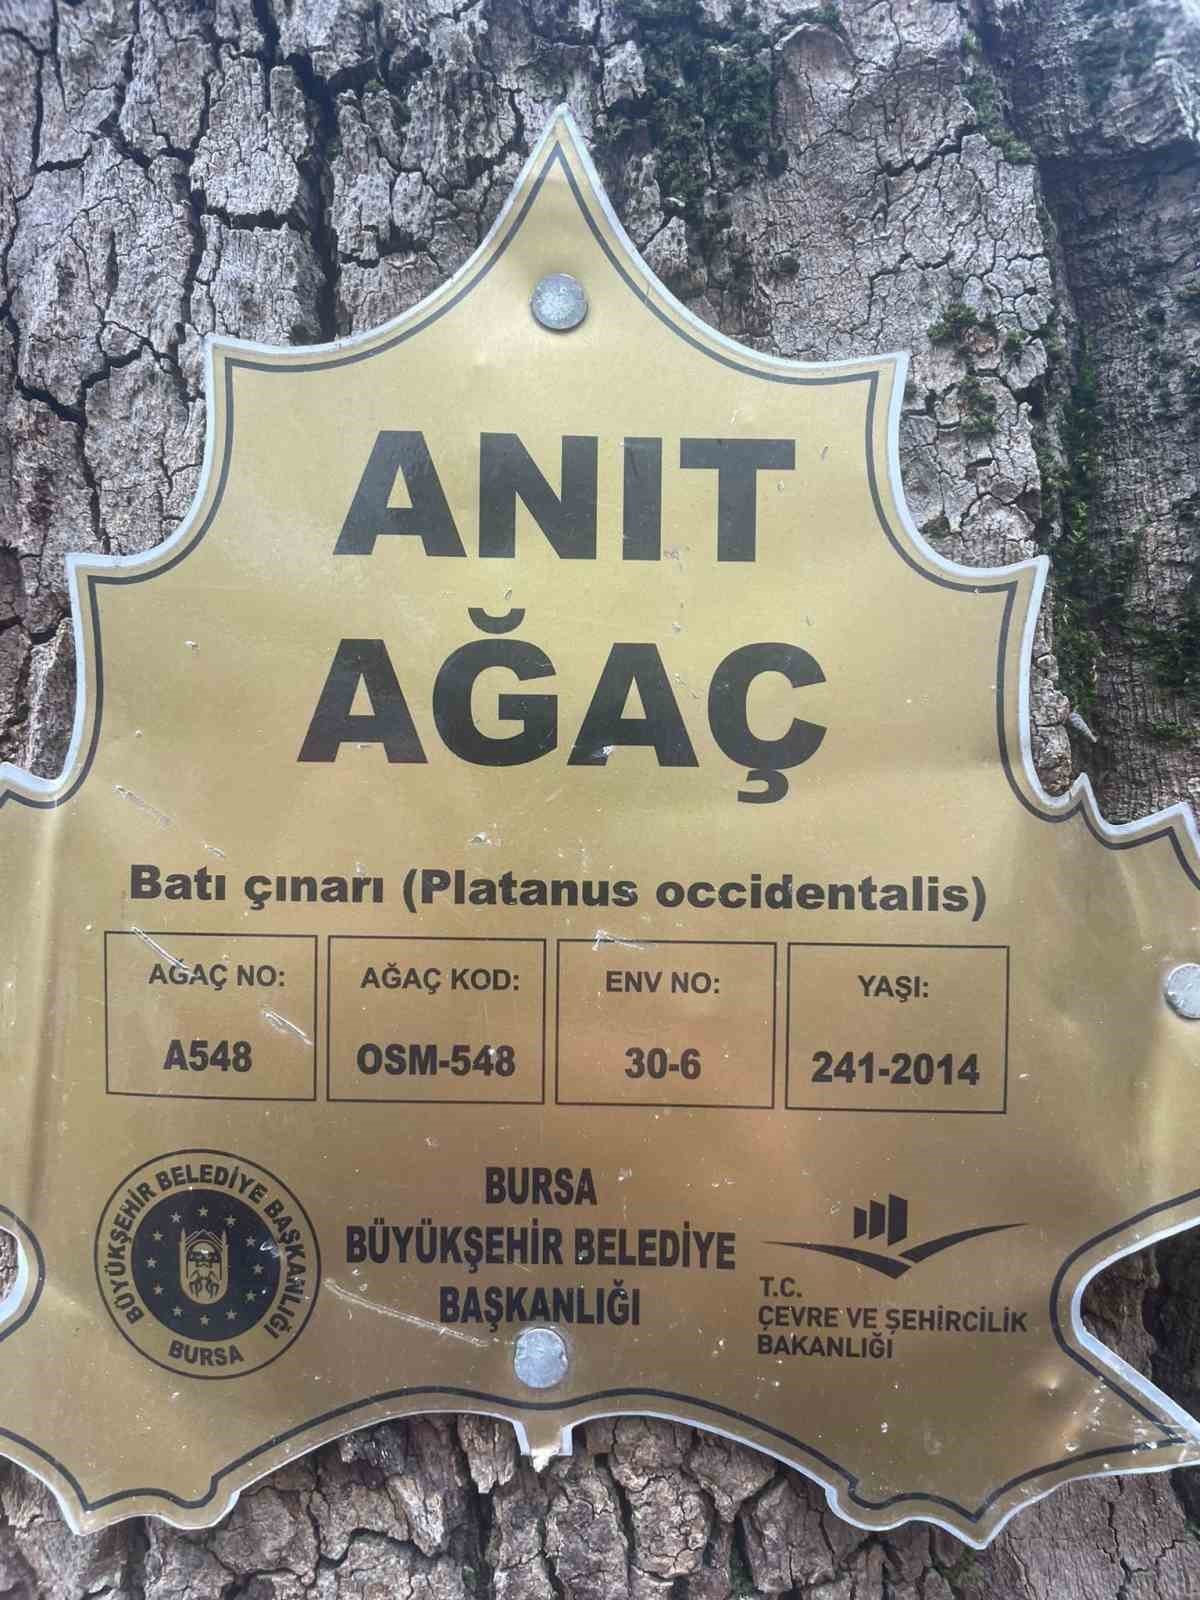 ANIT
AĞAÇ
Batı çınarı (Platanus occidentalis)
AĞAÇ NO:
A548
AĞAÇ KOD:
OSM-548
ENV NO:
30-6
YAŞI:
241-2014
BÜYÜKŞEHİR BELEDİYE BAŞKANLIĞI
BURSA
BURSA
BÜYÜKŞEHİR BELEDİYE
BAŞKANLIĞI
T.C.
ÇEVRE VE ŞEHİRCİLİK
BAKANLIĞI